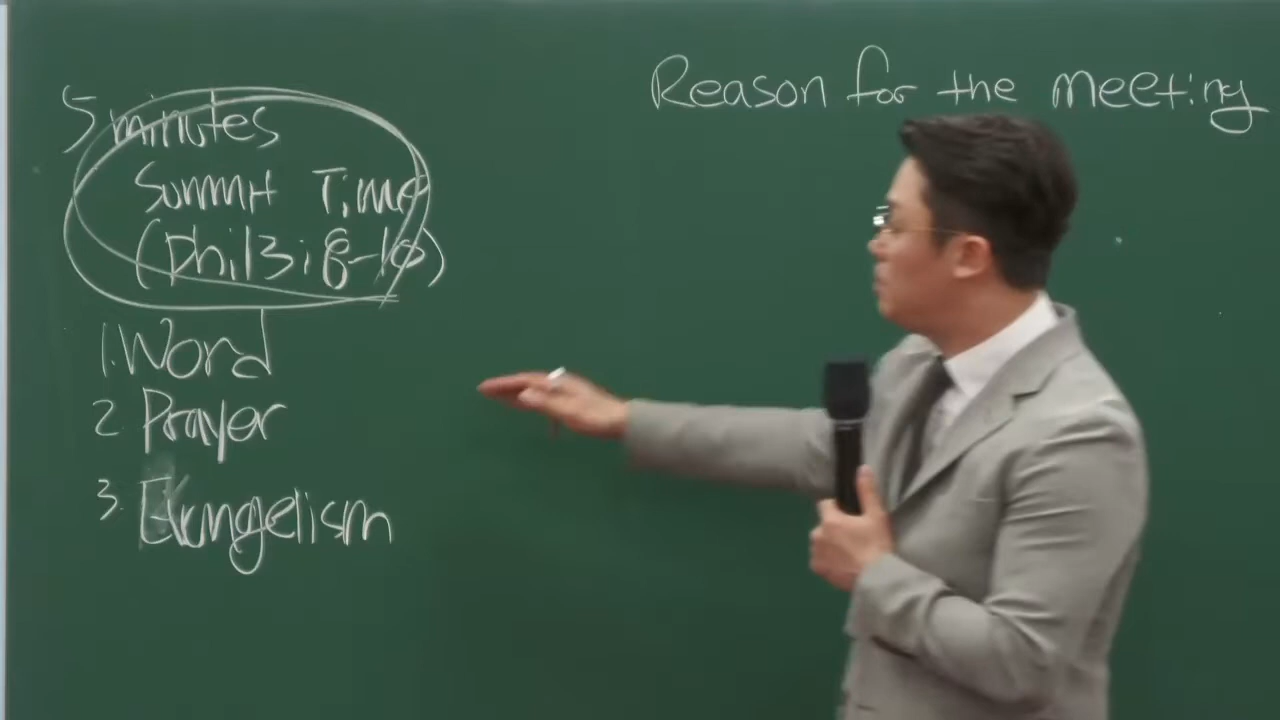 Reason for the meeting
5 minutes
Summit Time
(phil 3:8-10)
1. Word
2 Prayer
3. Evangelism